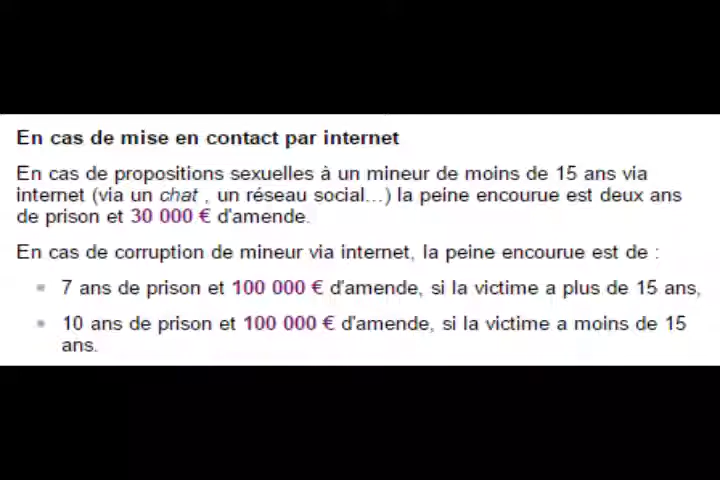 En cas de mise en contact par internet
En cas de propositions sexuelles à un mineur de moins de 15 ans via
internet (via un chat , un réseau social...) la peine encourue est deux ans
de prison et 30 000 € d'amende.
En cas de corruption de mineur via internet, la peine encourue est de :
7 ans de prison et 100 000 € d'amende, si la victime a plus de 15 ans,
10 ans de prison et 100 000 € d'amende, si la victime a moins de 15
ans.